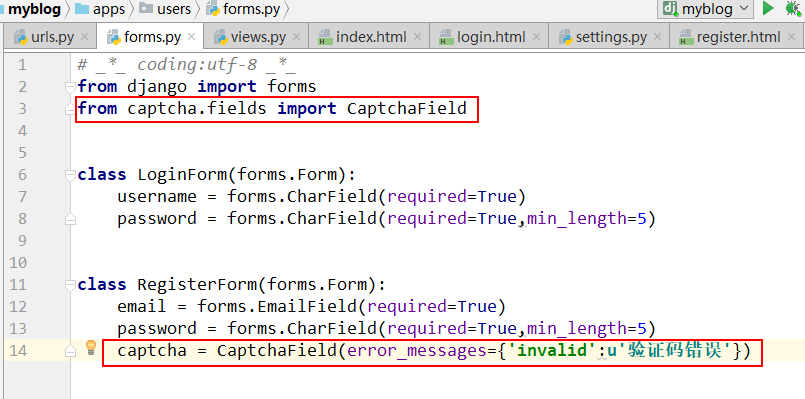 myblog apps users forms.py myblog
urls.py forms.py views.py index.html login.html settings.py register.html
1 # _*_ coding:utf-8 _*_
2 from django import forms
3 from captcha.fields import CaptchaField
4
5
6 class LoginForm(forms.Form):
7 username = forms.CharField(required=True)
8 password = forms.CharField(required=True,min_length=5)
9
10
11 class RegisterForm(forms.Form):
12 email = forms.EmailField(required=True)
13 password = forms.CharField(required=True,min_length=5)
14 captcha = CaptchaField(error_messages={'invalid':u'验证码错误'})